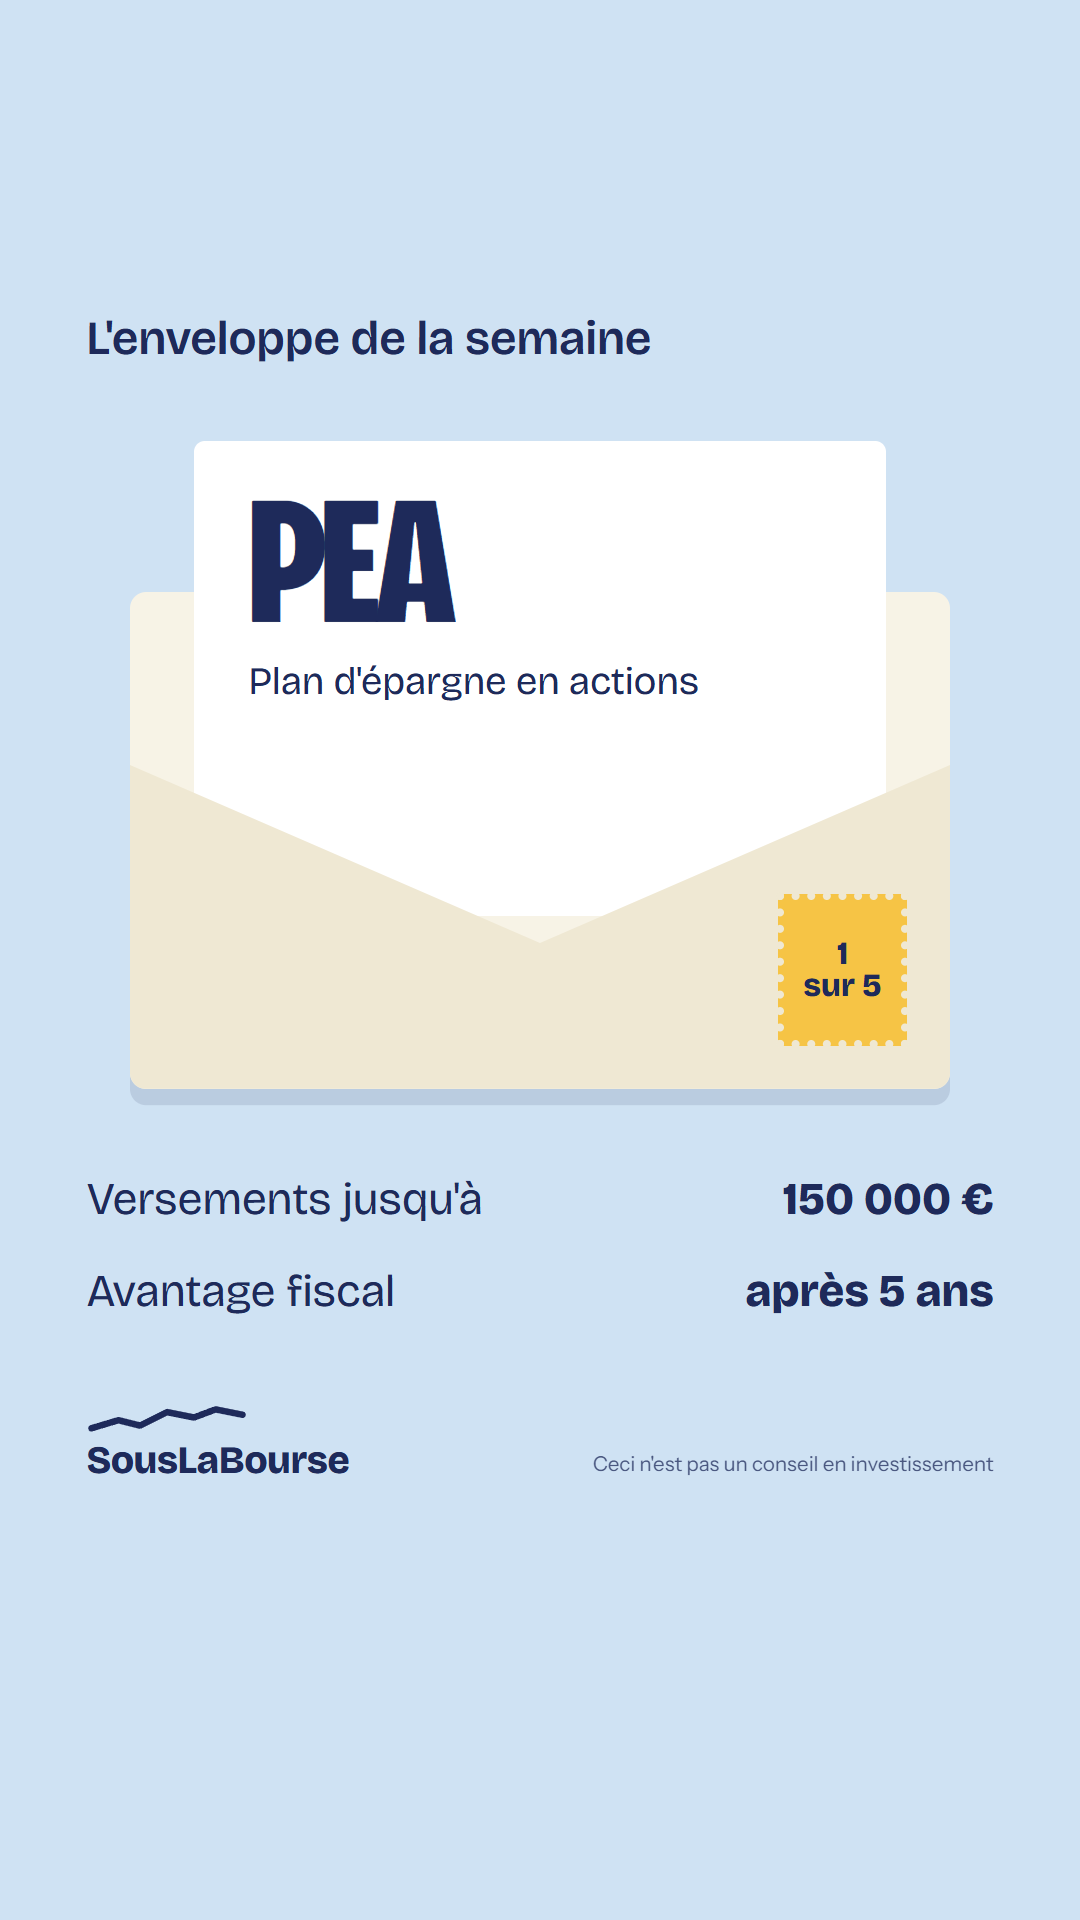 L'enveloppe de la semaine
PEA
Plan d'épargne en actions
1
sur 5
Versements jusqu'à 150 000 €
Avantage fiscal après 5 ans
SousLaBourse
Ceci n'est pas un conseil en investissement